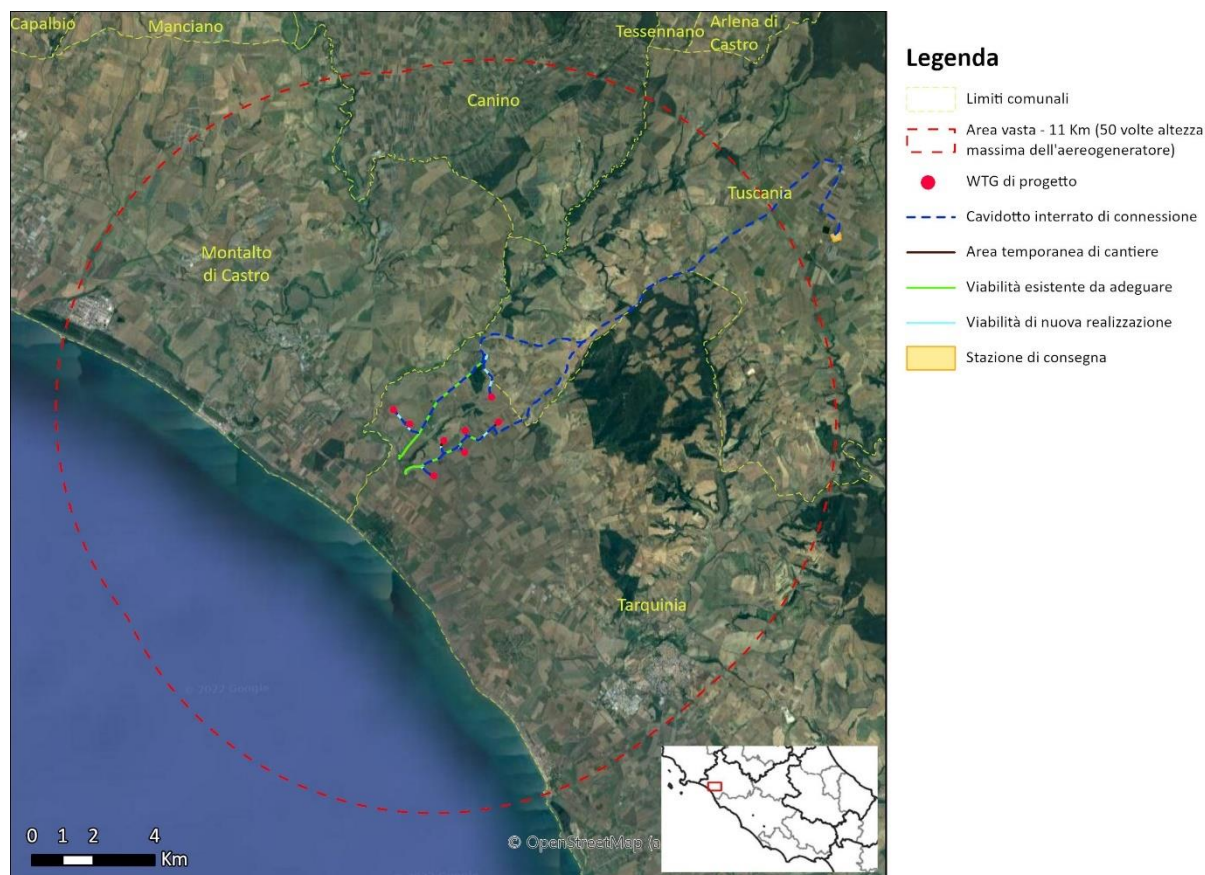 Capalbio
Manciano
Tessennano
Arlena di
Castro
Canino
Tuscania
Montalto
di Castro
Tarquinia
© 2022 Google
0 1 2 4
Km
© OpenStreetMap (a
Legenda
Limiti comunali
Area vasta - 11 Km (50 volte altezza
massima dell'aereogeneratore)
WTG di progetto
Cavidotto interrato di connessione
Area temporanea di cantiere
Viabilità esistente da adeguare
Viabilità di nuova realizzazione
Stazione di consegna